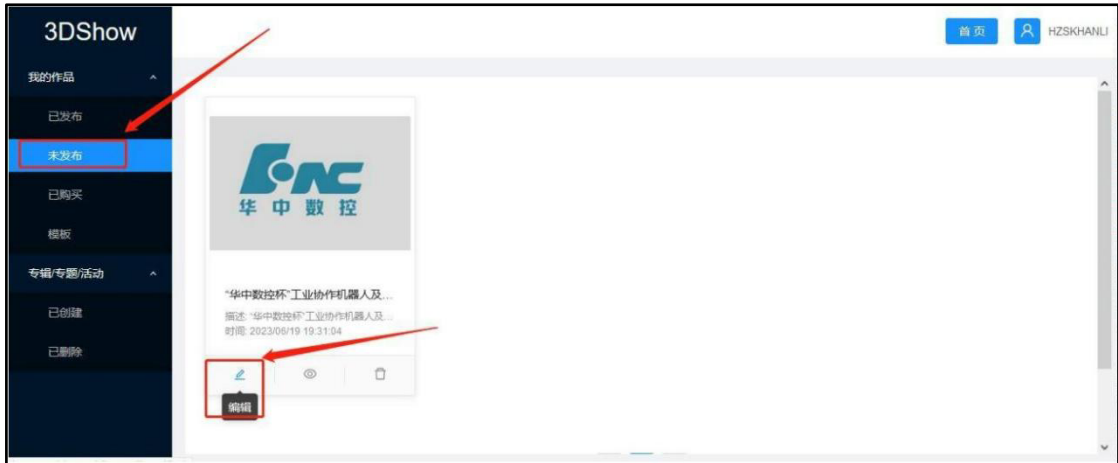 3DShow
首页
HZSKHANLI
我的作品
已发布
未发布
已购买
模板
专辑/专题/活动
已创建
已删除
华中数控
“华中数控杯”工业协作机器人及...
描述: “华中数控杯”工业协作机器人及...
时间: 2023/06/19 19:31:04
编辑